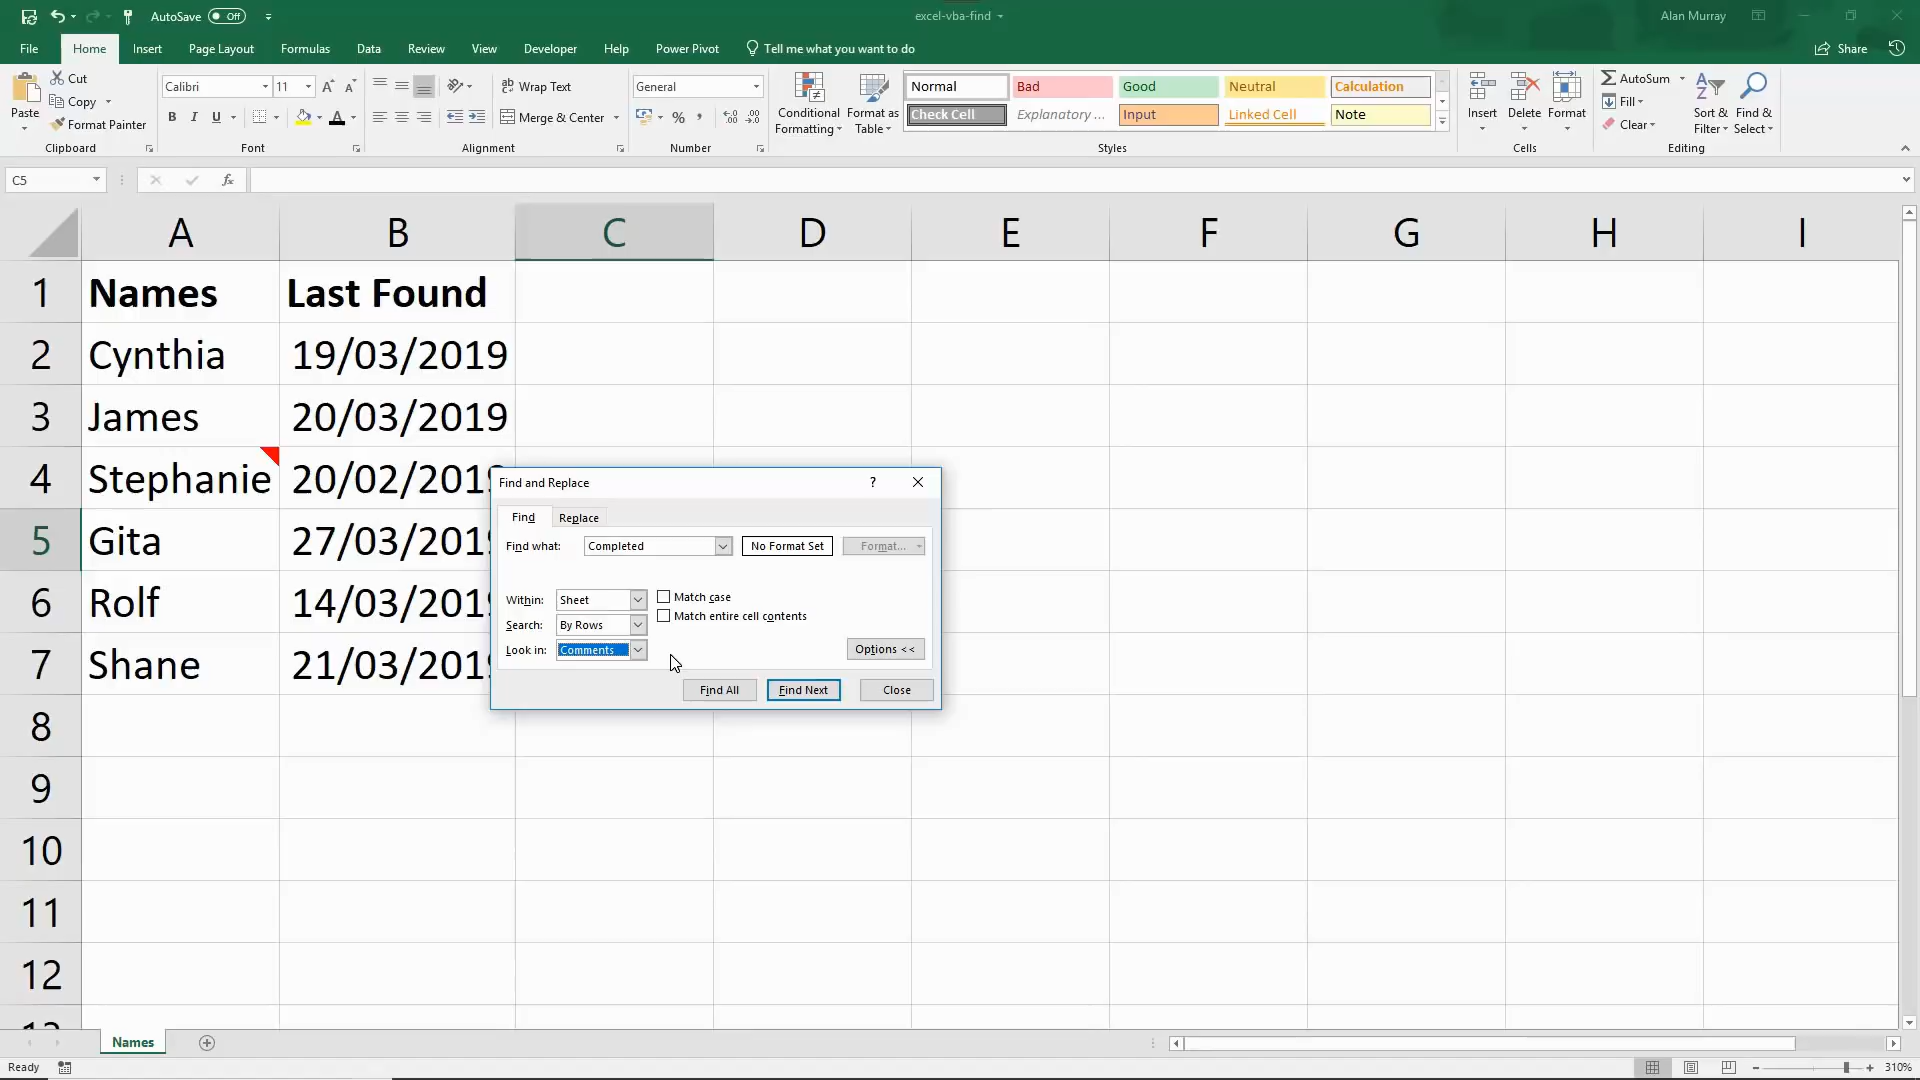 AutoSave Off
excel-vba-find
Alan Murray
File Home Insert Page Layout Formulas Data Review View Developer Help Power Pivot Tell me what you want to do Share
Paste
Cut
Copy
Format Painter
Clipboard
Calibri 11
A A
B I U A
Font
Wrap Text
Merge & Center
Alignment
General
%
Number
Conditional Formatting
Format as Table
Normal Bad Good Neutral Calculation
Check Cell Explanatory ... Input Linked Cell Note
Styles
Insert Delete Format
Cells
AutoSum
Fill
Clear
Sort & Filter
Find & Select
Editing
C5
fx
A B C D E F G H I
1 Names Last Found
2 Cynthia 19/03/2019
3 James 20/03/2019
4 Stephanie 20/02/2019
5 Gita 27/03/201
6 Rolf 14/03/201
7 Shane 21/03/201
8
9
10
11
12
Find and Replace ?
Find Replace
Find what: Completed No Format Set Format...
Within: Sheet Match case
Search: By Rows Match entire cell contents
Look in: Comments Options <<
Find All Find Next Close
Names
Ready
310%